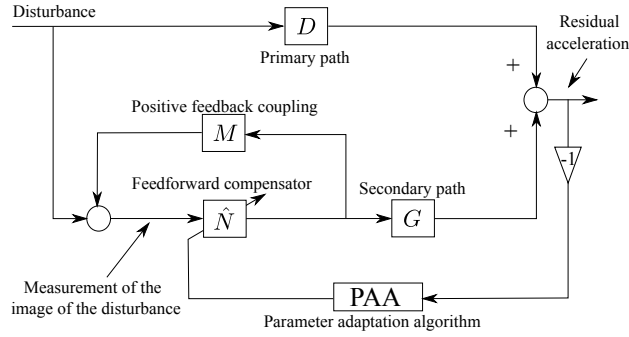 Disturbance
D
Primary path
+
Residual
acceleration
+
-1
Positive feedback coupling
M
Feedforward compensator
N̂
Secondary path
G
Measurement of the
image of the disturbance
PAA
Parameter adaptation algorithm